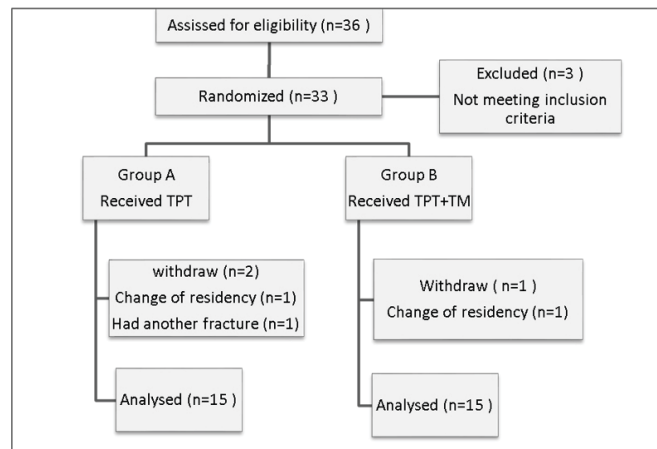 Assissed for eligibility (n=36 )
Randomized (n=33 )
Excluded (n=3 )
Not meeting inclusion
criteria
Group A
Received TPT
Group B
Received TPT+TM
withdraw (n=2)
Change of residency (n=1)
Had another fracture (n=1)
Withdraw ( n=1 )
Change of residency (n=1)
Analysed (n=15 )
Analysed (n=15 )